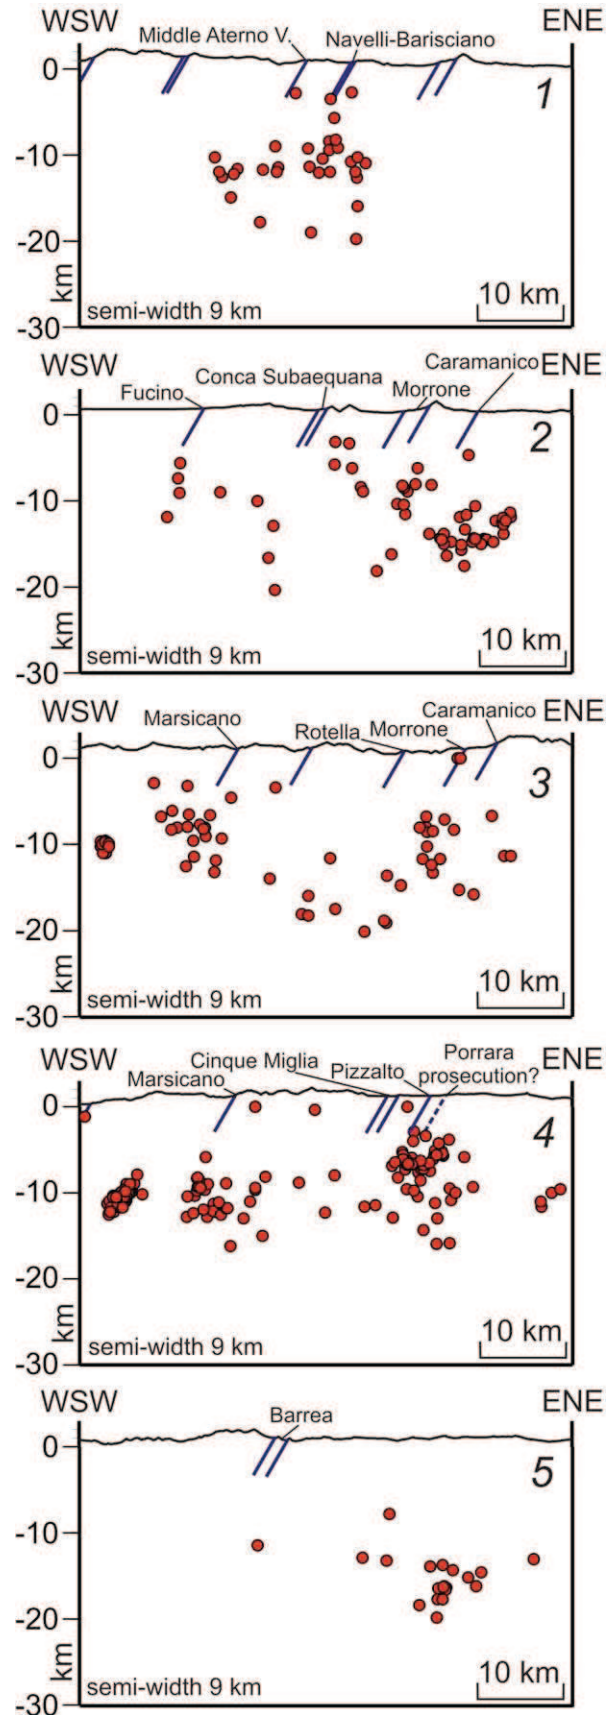 WSW ENE
Middle Aterno V. Navelli-Barisciano
0
1
-10
-20
km
10 km
semi-width 9 km
-30
WSW ENE
Caramanico
Conca Subaequana
Fucino Morrone
0
2
-10
-20
km
10 km
semi-width 9 km
-30
WSW ENE
Caramanico
Marsicano Rotella Morrone
0
3
-10
-20
km
10 km
semi-width 9 km
-30
WSW ENE
Porrara
Cinque Miglia
Marsicano Pizzalto prosecution?
0
4
-10
-20
km
10 km
semi-width 9 km
-30
WSW ENE
Barrea
0
5
-10
-20
km
10 km
semi-width 9 km
-30